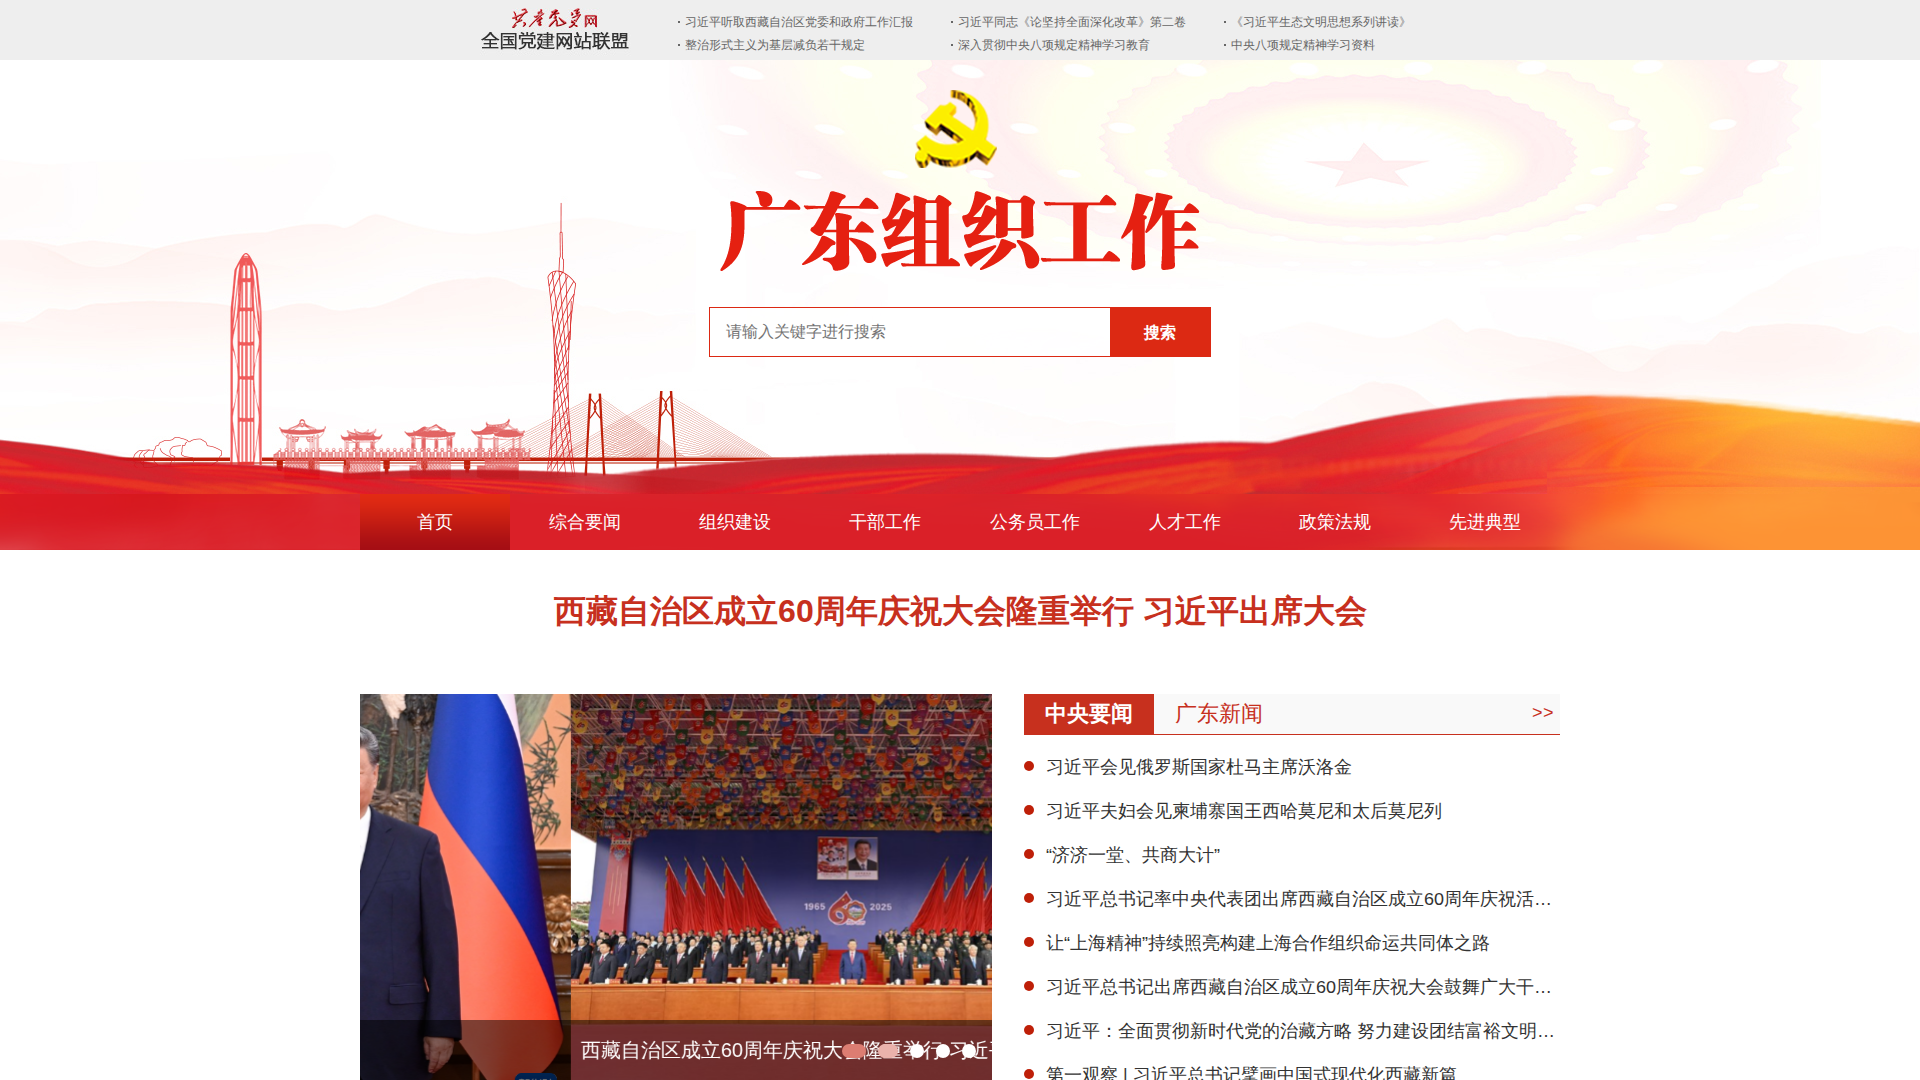 共产党员网
全国党建网站联盟
· 习近平听取西藏自治区党委和政府工作汇报
· 习近平同志《论坚持全面深化改革》第二卷
· 《习近平生态文明思想系列讲读》
· 整治形式主义为基层减负若干规定
· 深入贯彻中央八项规定精神学习教育
· 中央八项规定精神学习资料
广东组织工作
请输入关键字进行搜索 搜索
首页 综合要闻 组织建设 干部工作 公务员工作 人才工作 政策法规 先进典型
西藏自治区成立60周年庆祝大会隆重举行 习近平出席大会
中央要闻 广东新闻 >>
习近平会见俄罗斯国家杜马主席沃洛金
习近平夫妇会见柬埔寨国王西哈莫尼和太后莫尼列
“济济一堂、共商大计”
习近平总书记率中央代表团出席西藏自治区成立60周年庆祝活…
让“上海精神”持续照亮构建上海合作组织命运共同体之路
习近平总书记出席西藏自治区成立60周年庆祝大会鼓舞广大干…
习近平：全面贯彻新时代党的治藏方略 努力建设团结富裕文明…
第一观察 | 习近平总书记擘画中国式现代化西藏新篇
1965 60 2025
西藏自治区成立60周年庆祝大会隆重举行 习近平